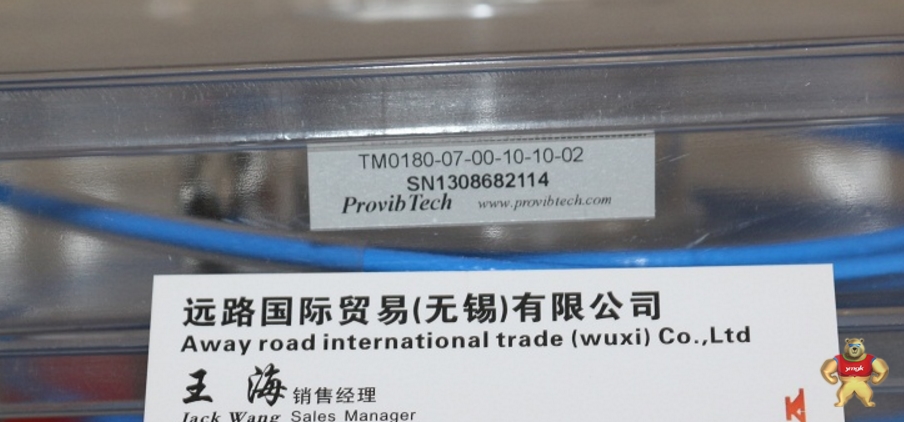 TM0180-07-00-10-10-02
SN1308682114
ProvibTech www.provibtech.com
远路国际贸易(无锡)有限公司
Away road international trade (wuxi) Co.,Ltd
王 海 销售经理
Jack Wang Sales Manager
ymgk